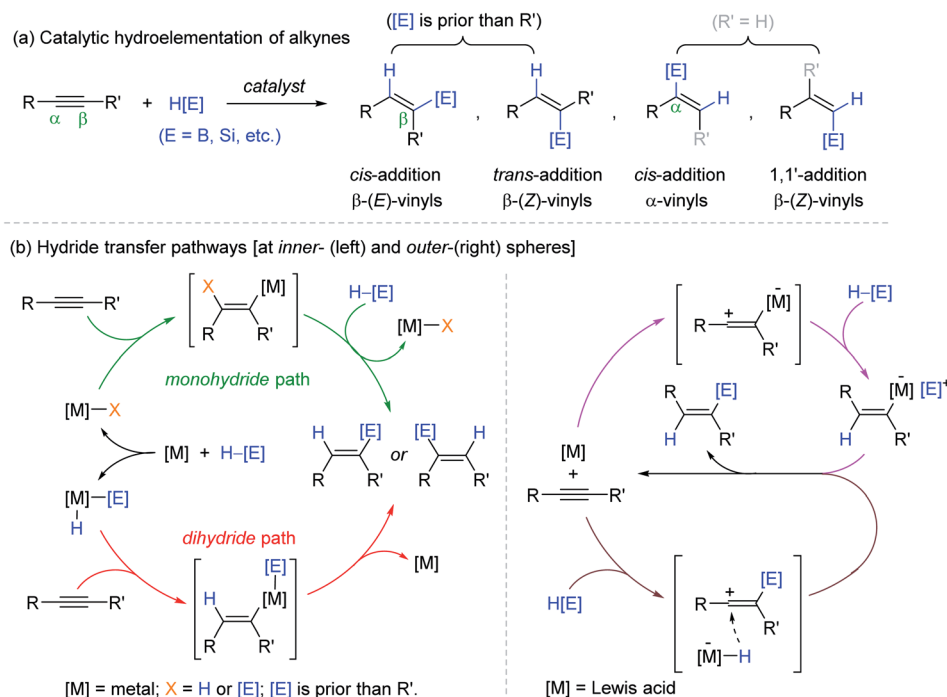 ([E] is prior than R')
(R' = H)
(a) Catalytic hydroelementation of alkynes
R R' + H[E] catalyst
α β
(E = B, Si, etc.)
H [E] R β R' ,
H R' R [E] ,
[E] R α H R' ,
R' R H [E]
cis-addition trans-addition cis-addition 1,1'-addition
β-(E)-vinyls β-(Z)-vinyls α-vinyls β-(Z)-vinyls
(b) Hydride transfer pathways [at inner- (left) and outer-(right) spheres]
R R'
X [M] R R'
H–[E]
[M]–X
monohydride path
[M]–X
[M] + H–[E]
[M]–[E]
H
H [E] R R' or [E] H R R'
dihydride path
R R'
[E] H [M] R R'
[M]
[M] = metal; X = H or [E]; [E] is prior than R'.
R + [M] - R'
H–[E]
R [E] H R'
R [M] - [E]+ H R'
[M]
+
R R'
H[E]
R + [E] R'
[M] - –H
[M] = Lewis acid